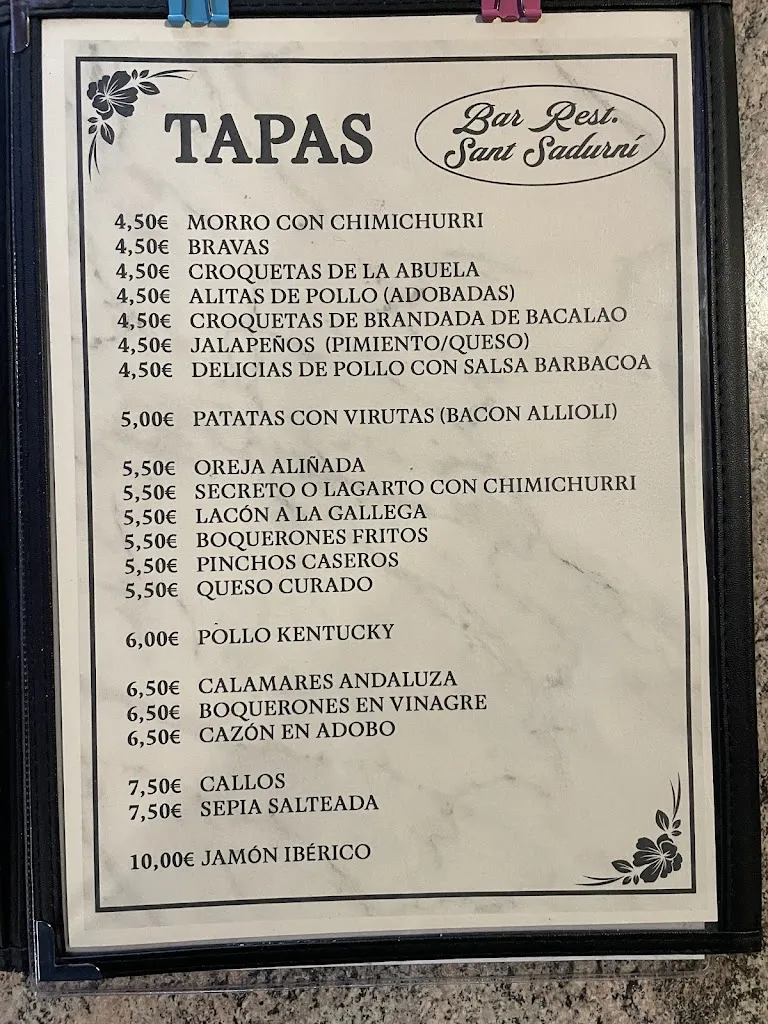 TAPAS
Bar Rest.
Sant Sadurní
4,50€ MORRO CON CHIMICHURRI
4,50€ BRAVAS
4,50€ CROQUETAS DE LA ABUELA
4,50€ ALITAS DE POLLO (ADOBADAS)
4,50€ CROQUETAS DE BRANDADA DE BACALAO
4,50€ JALAPEÑOS (PIMIENTO/QUESO)
4,50€ DELICIAS DE POLLO CON SALSA BARBACOA
5,00€ PATATAS CON VIRUTAS (BACON ALLIOLI)
5,50€ OREJA ALIÑADA
5,50€ SECRETO O LAGARTO CON CHIMICHURRI
5,50€ LACÓN A LA GALLEGA
5,50€ BOQUERONES FRITOS
5,50€ PINCHOS CASEROS
5,50€ QUESO CURADO
6,00€ POLLO KENTUCKY
6,50€ CALAMARES ANDALUZA
6,50€ BOQUERONES EN VINAGRE
6,50€ CAZÓN EN ADOBO
7,50€ CALLOS
7,50€ SEPIA SALTEADA
10,00€ JAMÓN IBÉRICO